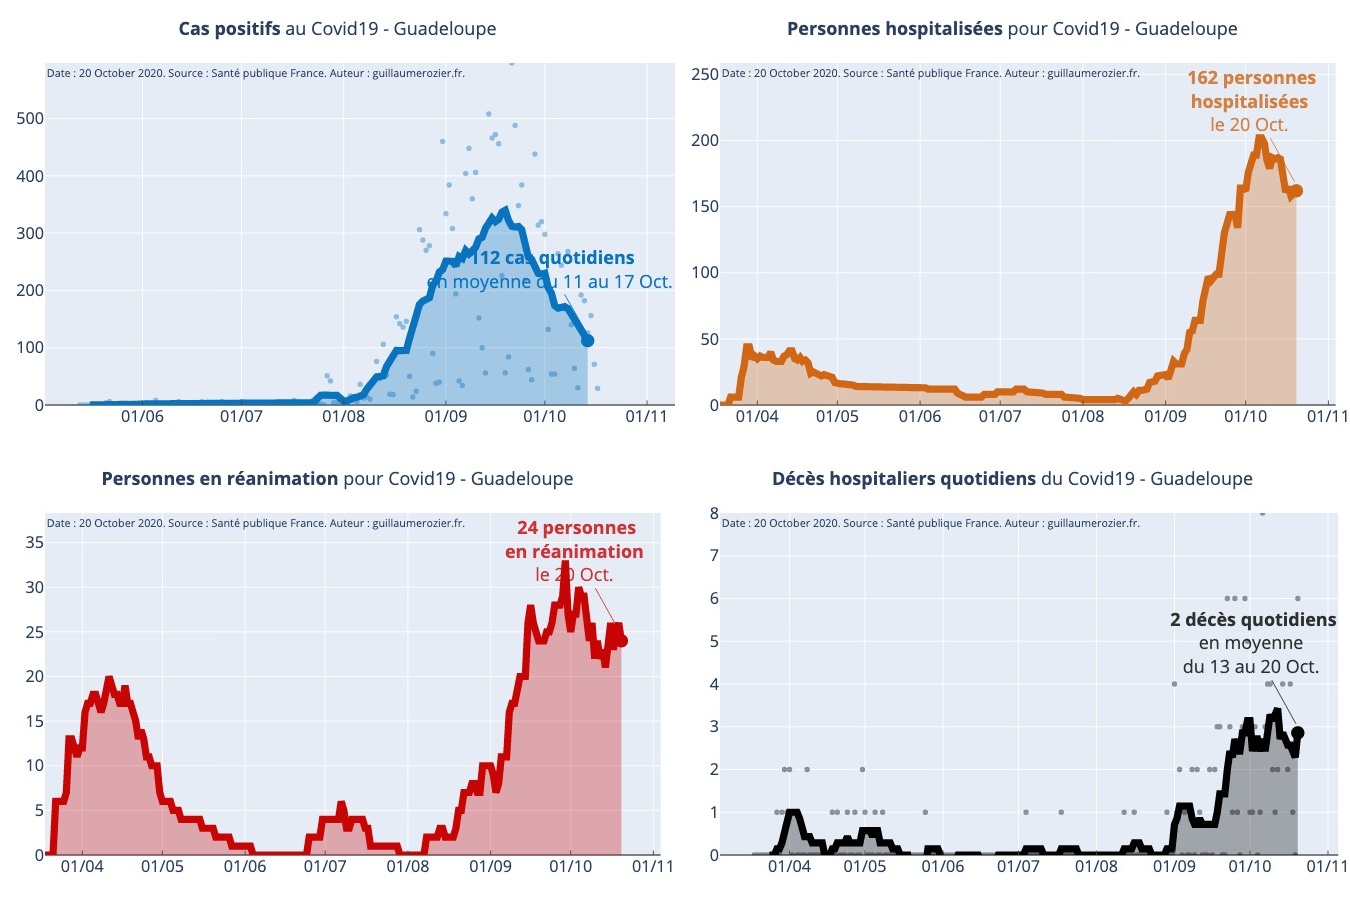 Cas positifs au Covid19 - Guadeloupe
Date : 20 October 2020. Source : Santé publique France. Auteur : guillaumerozier.fr.
500
400
300
200
100
0
112 cas quotidiens
en moyenne du 11 au 17 Oct.
01/06 01/07 01/08 01/09 01/10 01/11
Personnes hospitalisées pour Covid19 - Guadeloupe
Date : 20 October 2020. Source : Santé publique France. Auteur : guillaumerozier.fr.
250
200
150
100
50
0
162 personnes
hospitalisées
le 20 Oct.
01/04 01/05 01/06 01/07 01/08 01/09 01/10 01/11
Personnes en réanimation pour Covid19 - Guadeloupe
Date : 20 October 2020. Source : Santé publique France. Auteur : guillaumerozier.fr.
35
30
25
20
15
10
5
0
24 personnes
en réanimation
le 20 Oct.
01/04 01/05 01/06 01/07 01/08 01/09 01/10 01/11
Décès hospitaliers quotidiens du Covid19 - Guadeloupe
Date : 20 October 2020. Source : Santé publique France. Auteur : guillaumerozier.fr.
8
7
6
5
4
3
2
1
0
2 décès quotidiens
en moyenne
du 13 au 20 Oct.
01/04 01/05 01/06 01/07 01/08 01/09 01/10 01/11